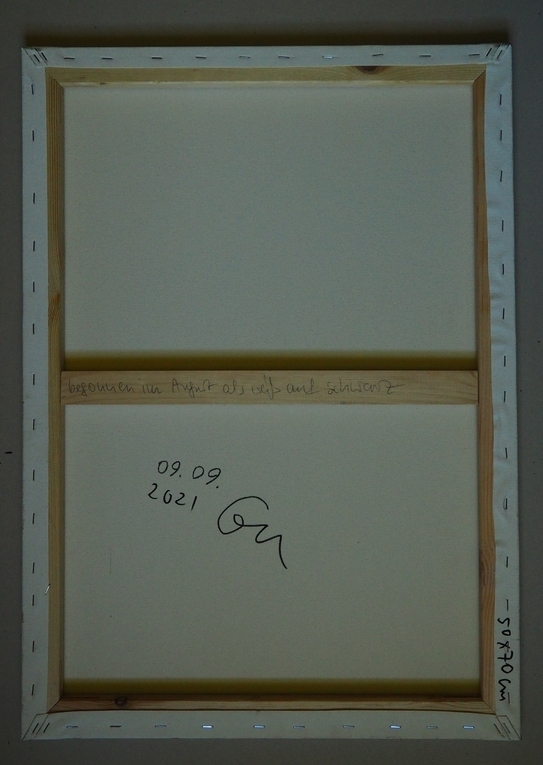 begonnen im August als weiß auf schwarz
09.09.
2021
50x70cm